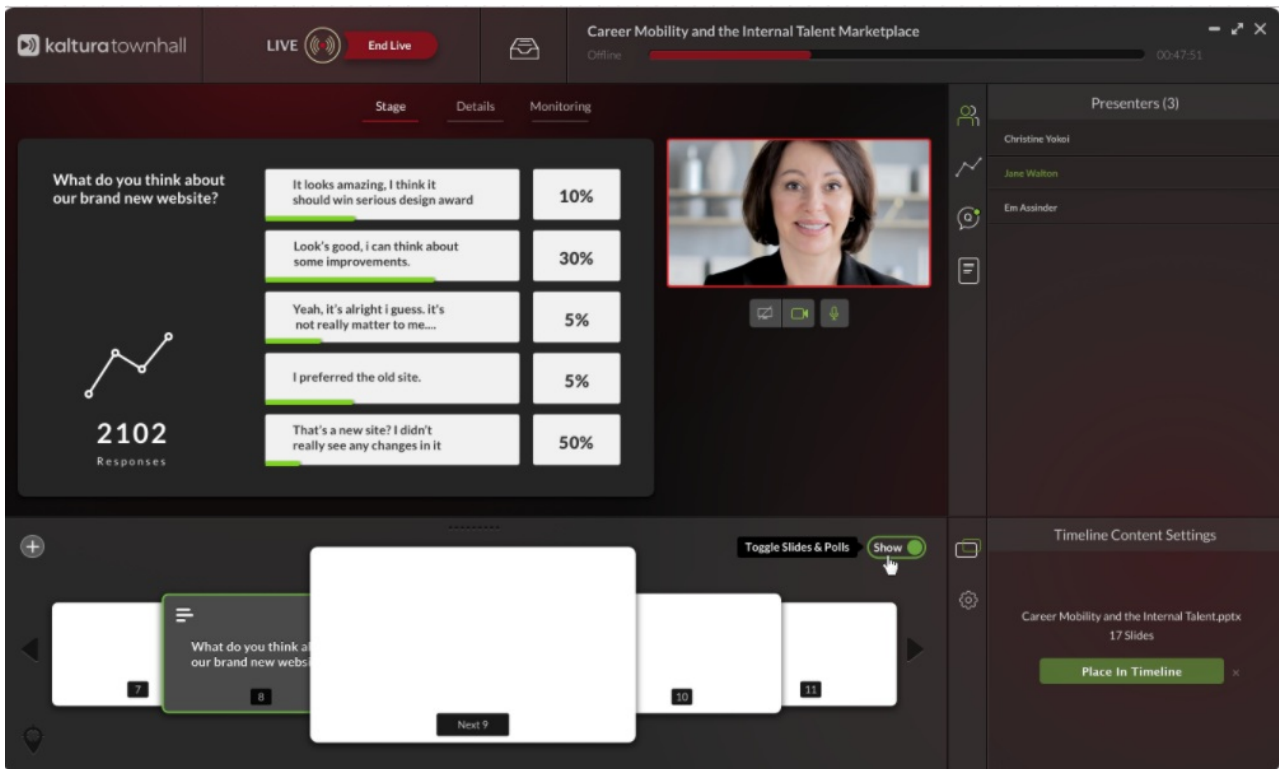 kaltura townhall
LIVE
End Live
Career Mobility and the Internal Talent Marketplace
Offline
00:47:51
Stage
Details
Monitoring
What do you think about
our brand new website?
2102
Responses
It looks amazing, I think it
should win serious design award
10%
Look's good, i can think about
some improvements.
30%
Yeah, it's alright i guess. it's
not really matter to me....
5%
I preferred the old site.
5%
That's a new site? I didn't
really see any changes in it
50%
Presenters (3)
Christine Yokoi
Jane Walton
Em Assinder
Toggle Slides & Polls
Show
7
What do you think a
our brand new websi
8
Next 9
10
11
Timeline Content Settings
Career Mobility and the Internal Talent.pptx
17 Slides
Place In Timeline